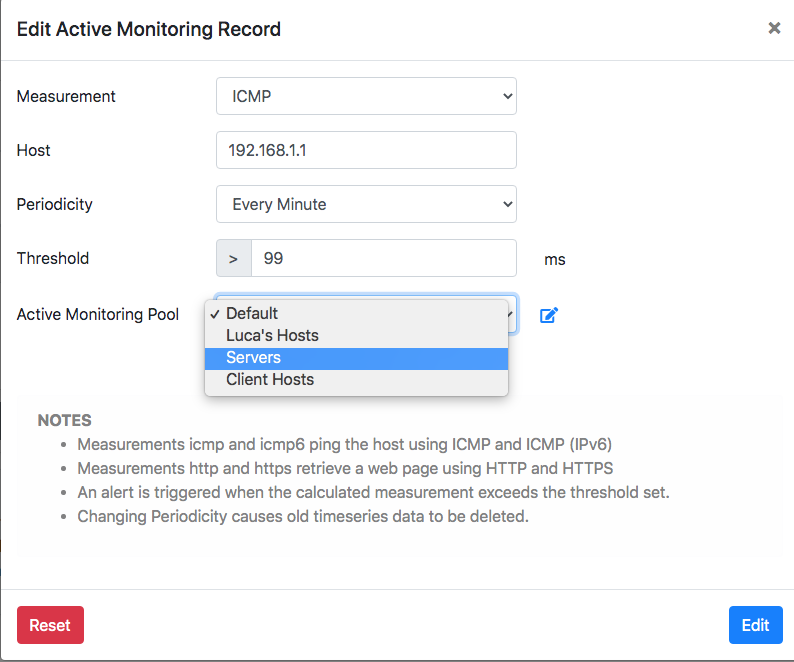 Edit Active Monitoring Record ×
Measurement ICMP
Host 192.168.1.1
Periodicity Every Minute
Threshold > 99 ms
Active Monitoring Pool ✓ Default
Luca's Hosts
Servers
Client Hosts
NOTES
• Measurements icmp and icmp6 ping the host using ICMP and ICMP (IPv6)
• Measurements http and https retrieve a web page using HTTP and HTTPS
• An alert is triggered when the calculated measurement exceeds the threshold set.
• Changing Periodicity causes old timeseries data to be deleted.
Reset Edit